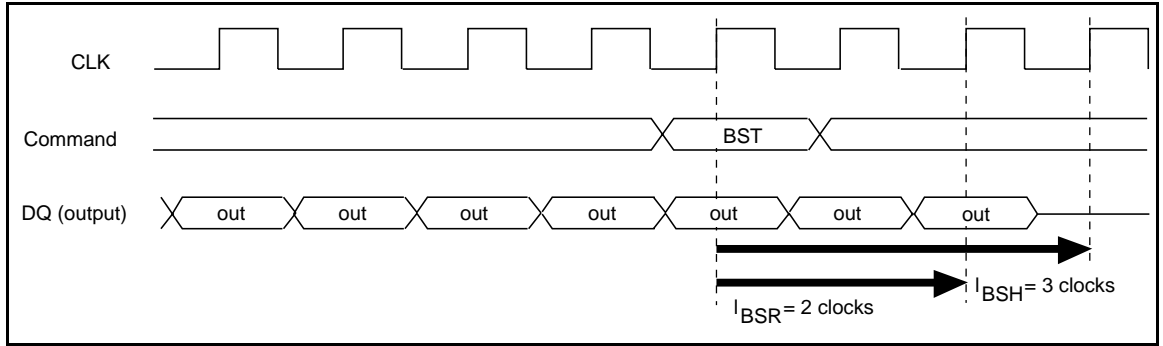 CLK
Command
BST
DQ (output)
out out out out out out out
lBSH = 3 clocks
lBSR = 2 clocks